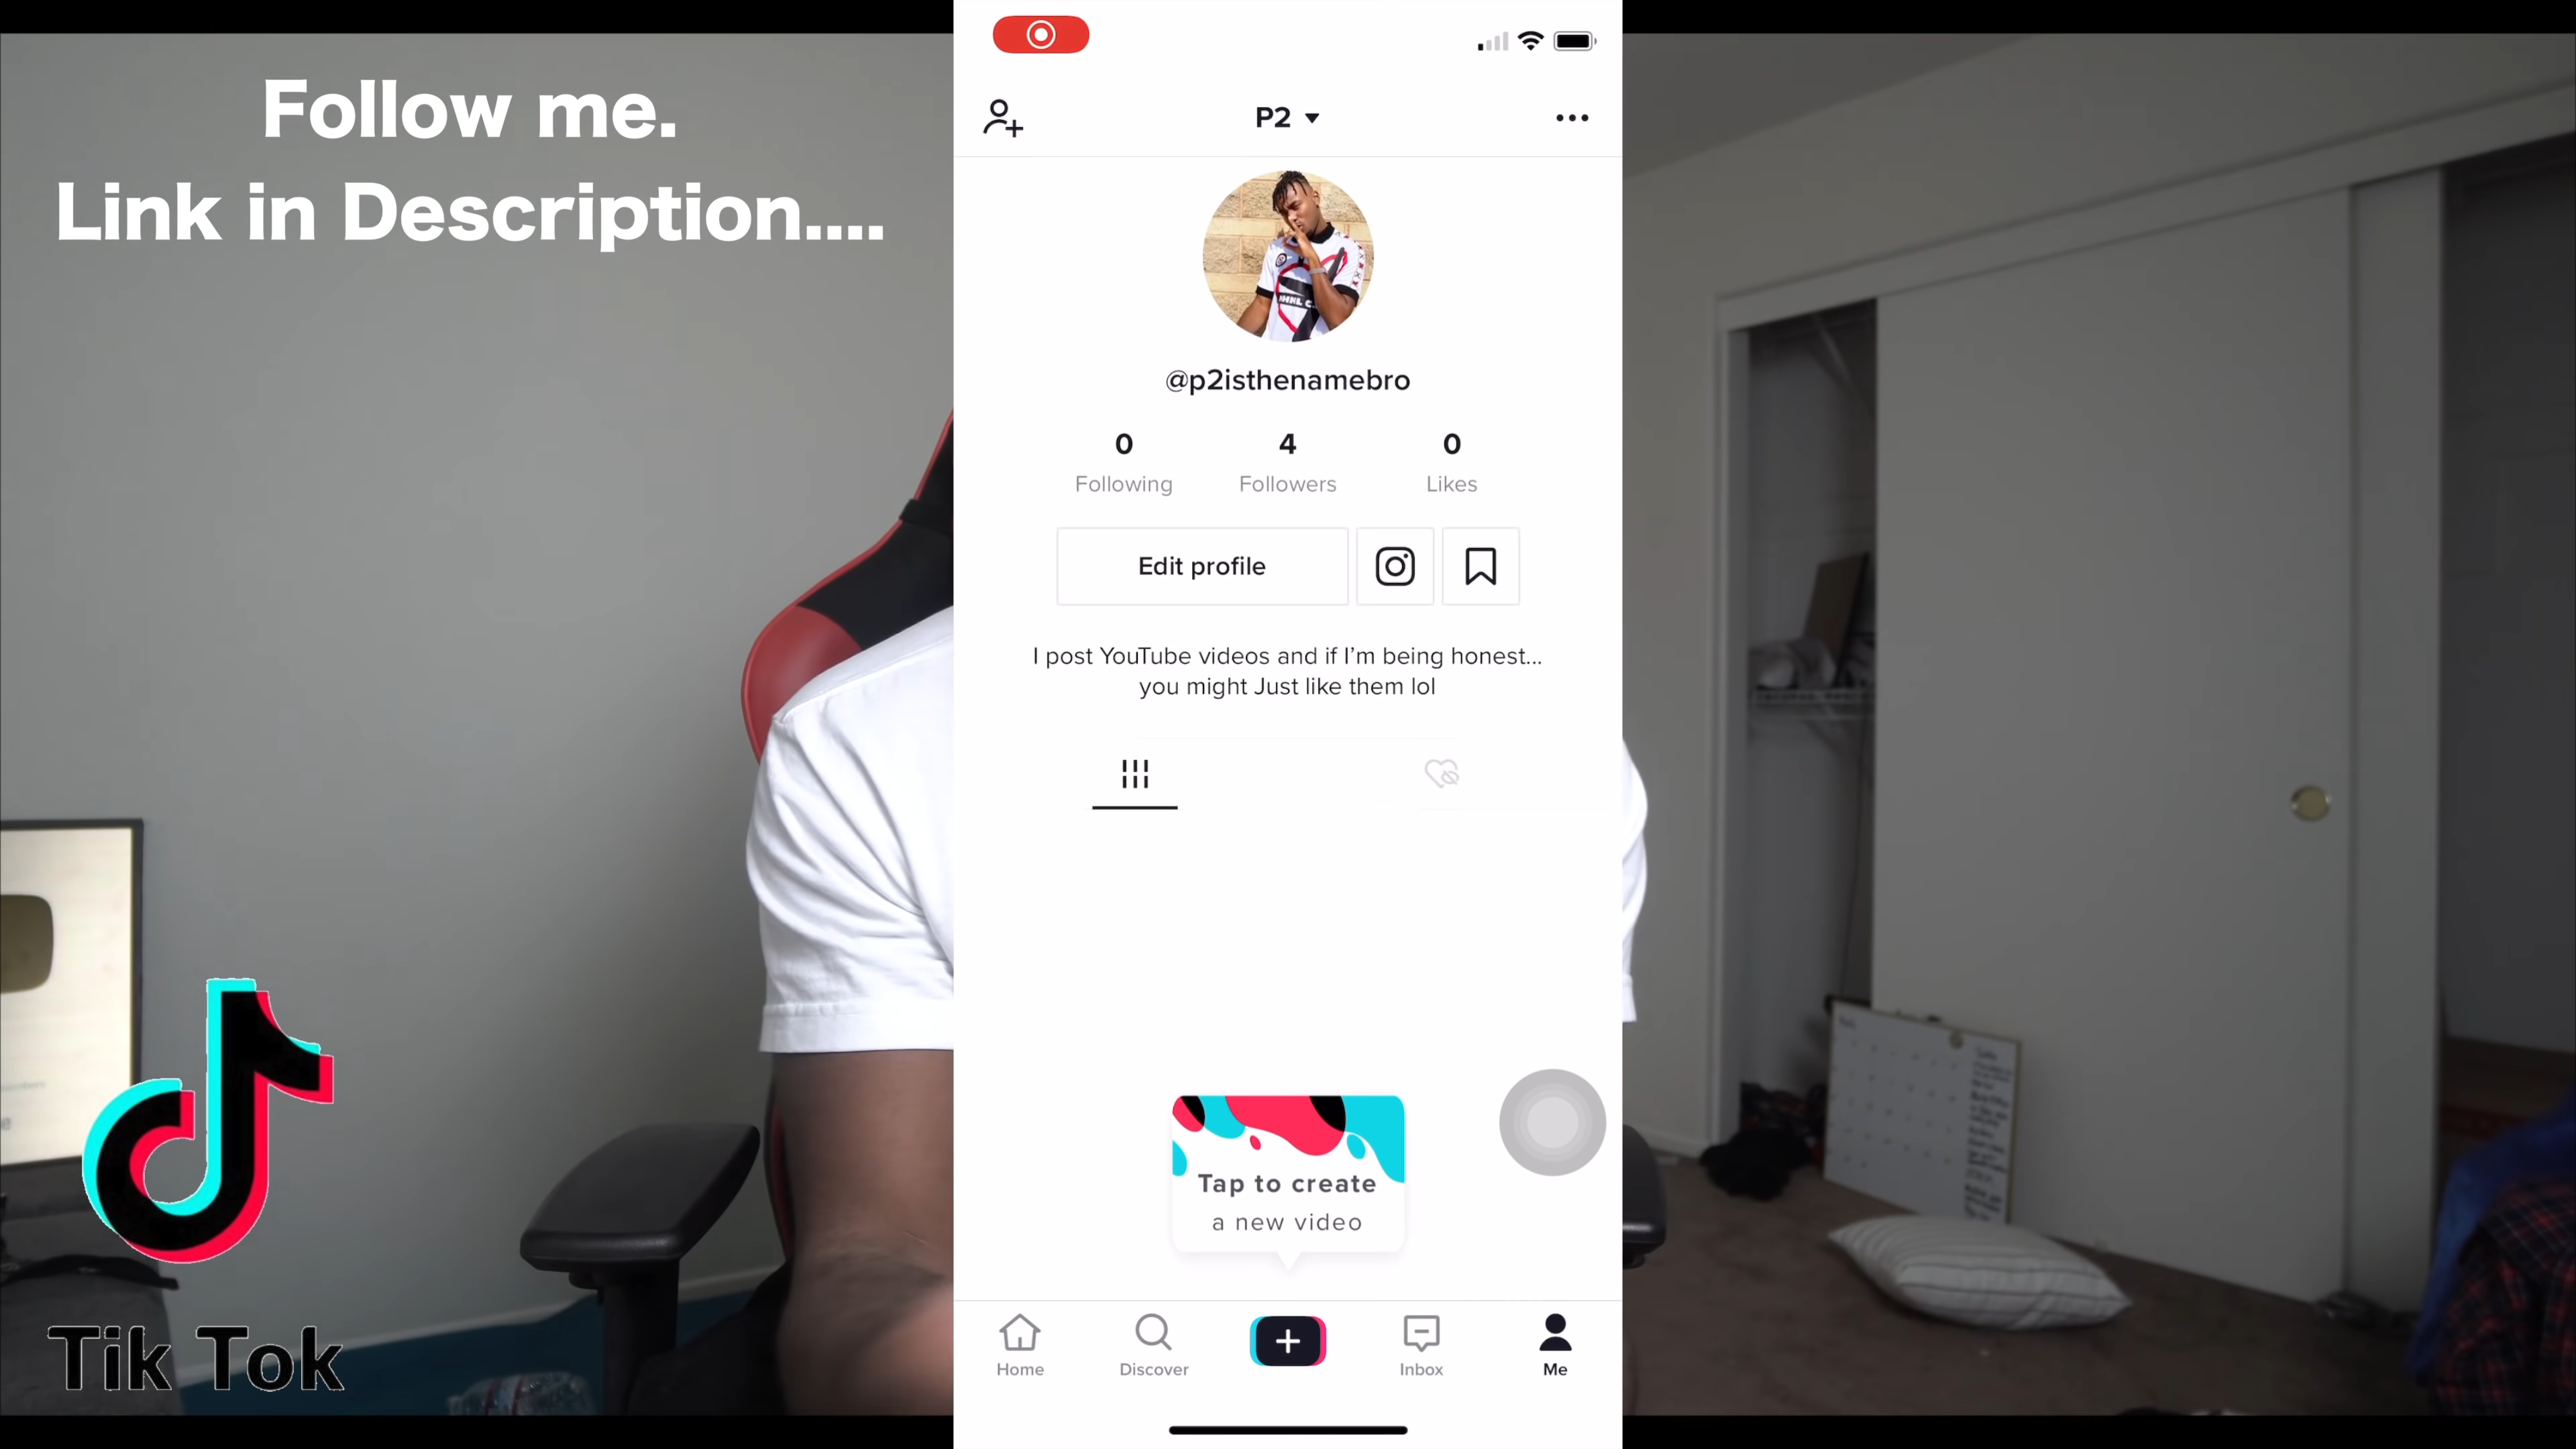 Follow me.
Link in Description....
P2
@p2isthenamebro
0 4 0
Following Followers Likes
Edit profile
I post YouTube videos and if I'm being honest...
you might Just like them lol
Tap to create
a new video
Home Discover Inbox Me
Tik Tok